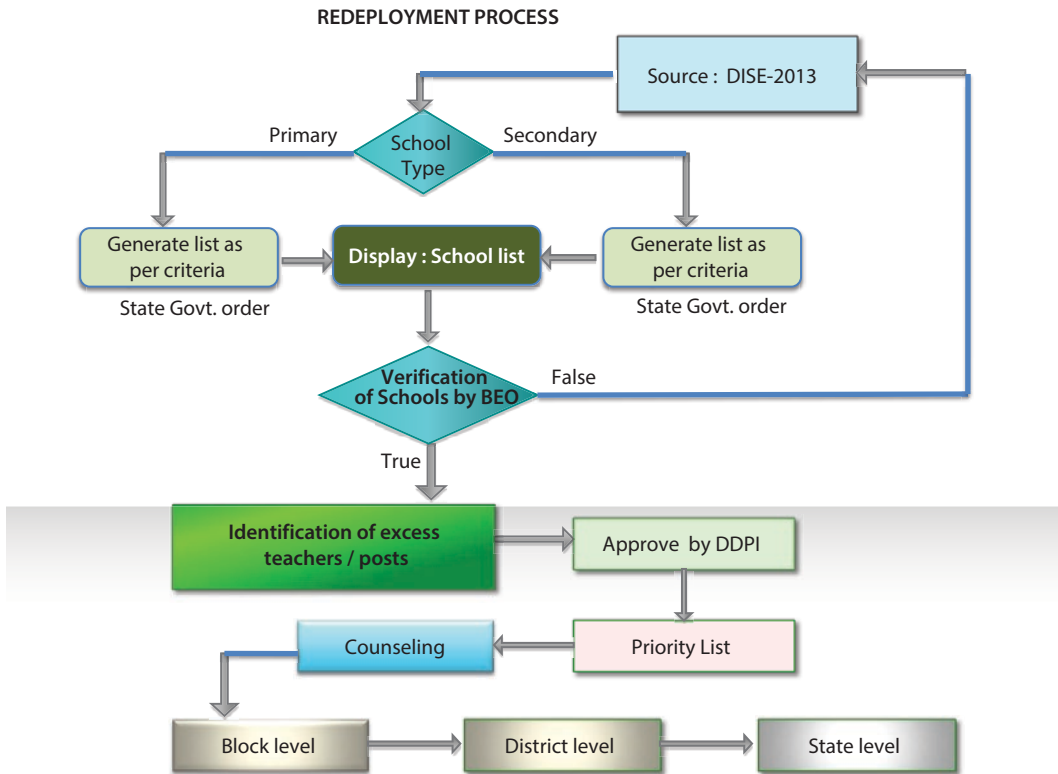 REDEPLOYMENT PROCESS
Source : DISE-2013
Primary
School
Type
Secondary
Generate list as
per criteria
State Govt. order
Display : School list
Generate list as
per criteria
State Govt. order
Verification
of Schools by BEO
False
True
Identification of excess
teachers / posts
Approve by DDPI
Counseling
Priority List
Block level
District level
State level